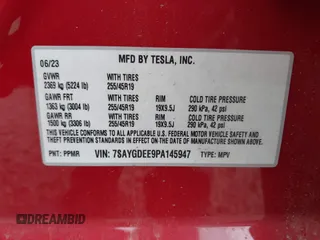 MFD BY TESLA, INC.
06/23
GVWR WITH TIRES
2369 kg (5224 lb) 255/45R19
GAWR FRT WITH TIRES RIM COLD TIRE PRESSURE
1363 kg (3004 lb) 255/45R19 19X9.5J 290 kPa, 42 psi
GAWR RR WITH TIRES RIM COLD TIRE PRESSURE
1500 kg (3306 lb) 255/45R19 19X9.5J 290 kPa, 42 psi
THIS VEHICLE CONFORMS TO ALL APPLICABLE FEDERAL MOTOR VEHICLE
SAFETY, BUMPER AND THEFT PREVENTION STANDARDS IN EFFECT ON THE
DATE OF MANUFACTURE SHOWN ABOVE.
PNT: PPMR VIN: 7SAYGDEE9PA145947 TYPE: MPV
DREAMBID